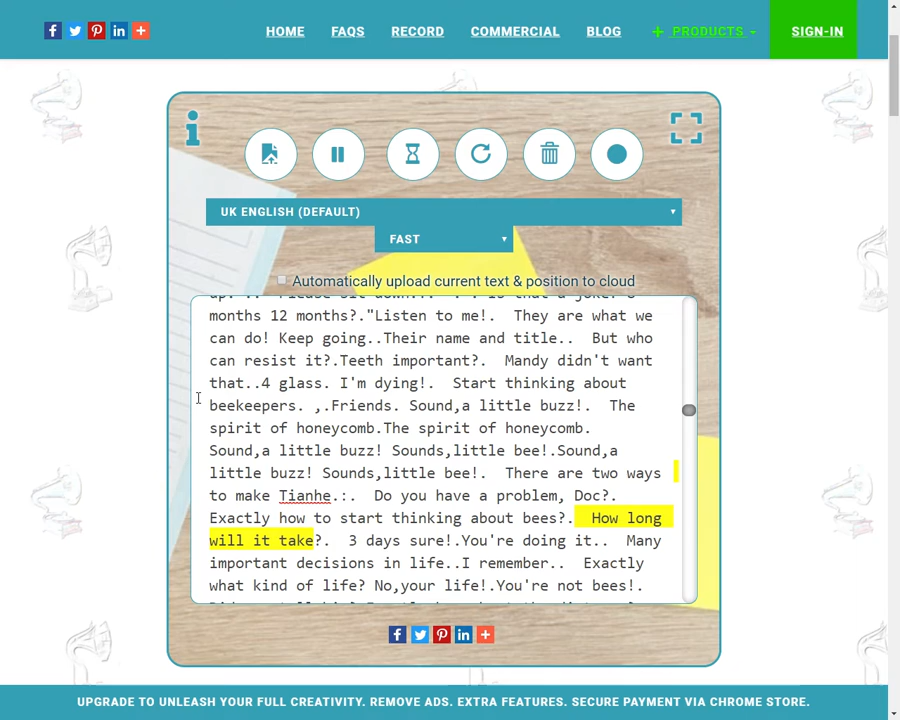 HOME FAQS RECORD COMMERCIAL BLOG + PRODUCTS SIGN-IN
UK ENGLISH (DEFAULT)
FAST
Automatically upload current text & position to cloud
months 12 months?."Listen to me!.  They are what we
can do! Keep going..Their name and title..  But who
can resist it?.Teeth important?.  Mandy didn't want
that..4 glass. I'm dying!.  Start thinking about
beekeepers. ,.Friends. Sound,a little buzz!.  The
spirit of honeycomb.The spirit of honeycomb.
Sound,a little buzz! Sounds,little bee!.Sound,a
little buzz! Sounds,little bee!.  There are two ways
to make Tianhe.:.  Do you have a problem, Doc?.
Exactly how to start thinking about bees?.  How long
will it take?.  3 days sure!.You're doing it..  Many
important decisions in life..I remember..  Exactly
what kind of life? No,your life!.You're not bees!.
UPGRADE TO UNLEASH YOUR FULL CREATIVITY. REMOVE ADS. EXTRA FEATURES. SECURE PAYMENT VIA CHROME STORE.